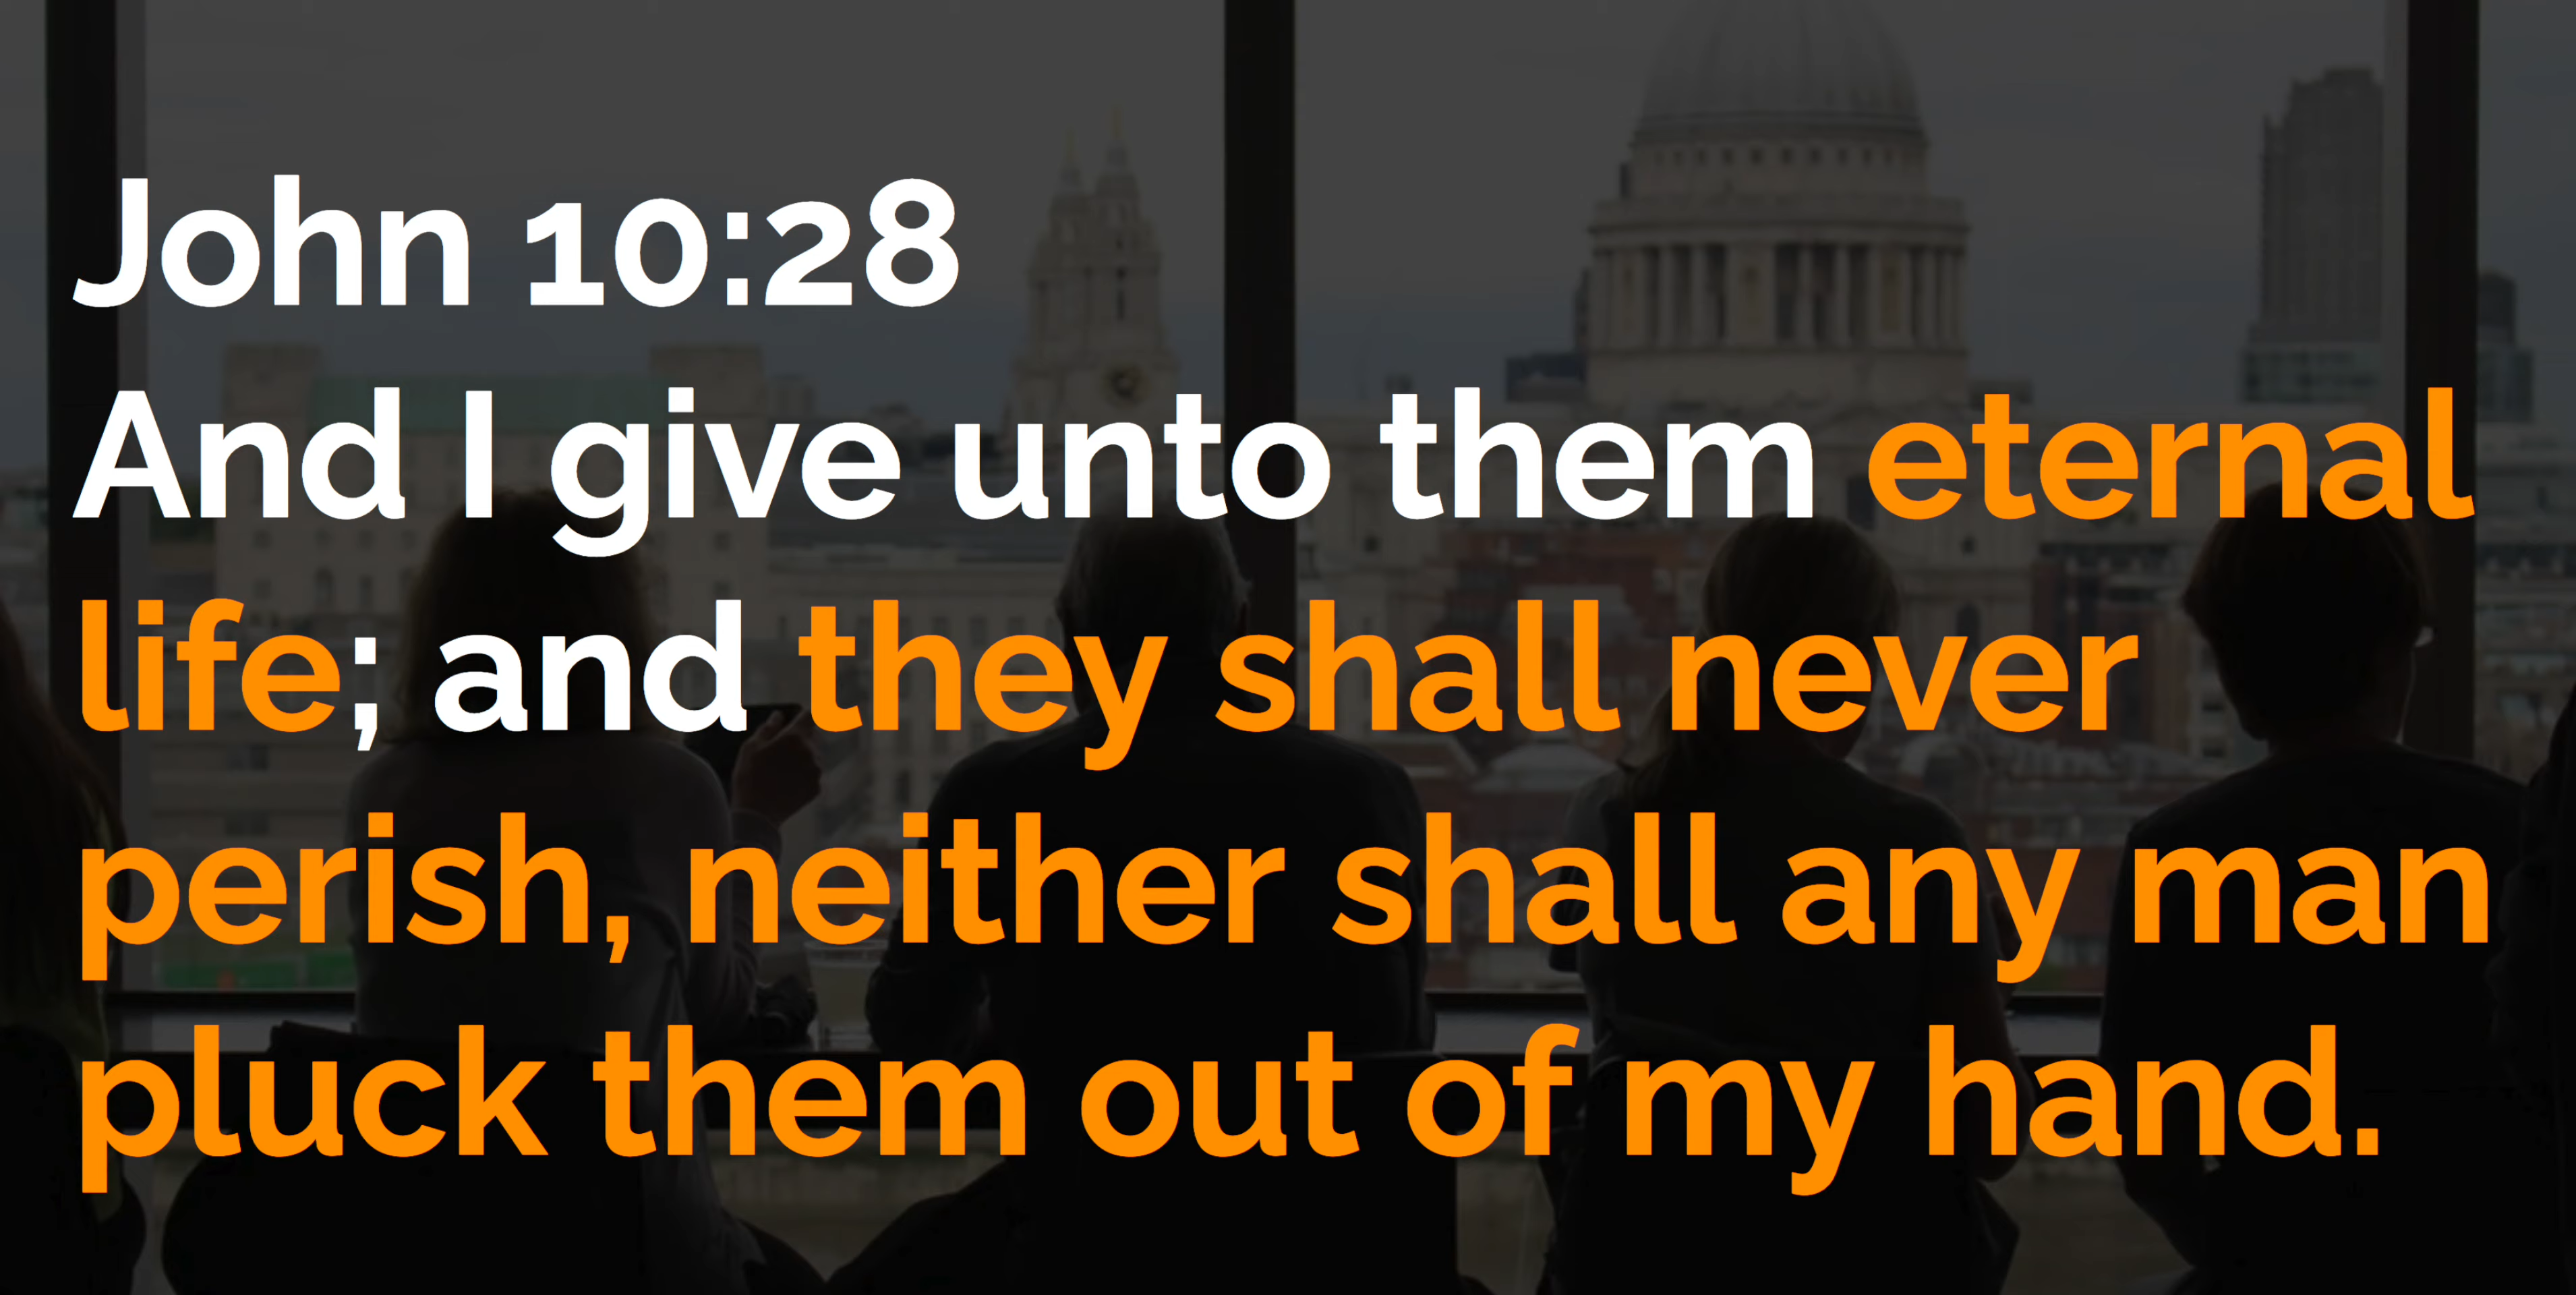 John 10:28
And I give unto them eternal
life; and they shall never
perish, neither shall any man
pluck them out of my hand.